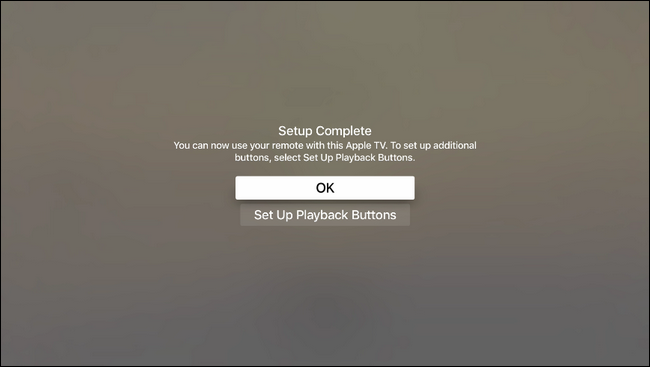 Setup Complete
You can now use your remote with this Apple TV. To set up additional
buttons, select Set Up Playback Buttons.
OK
Set Up Playback Buttons